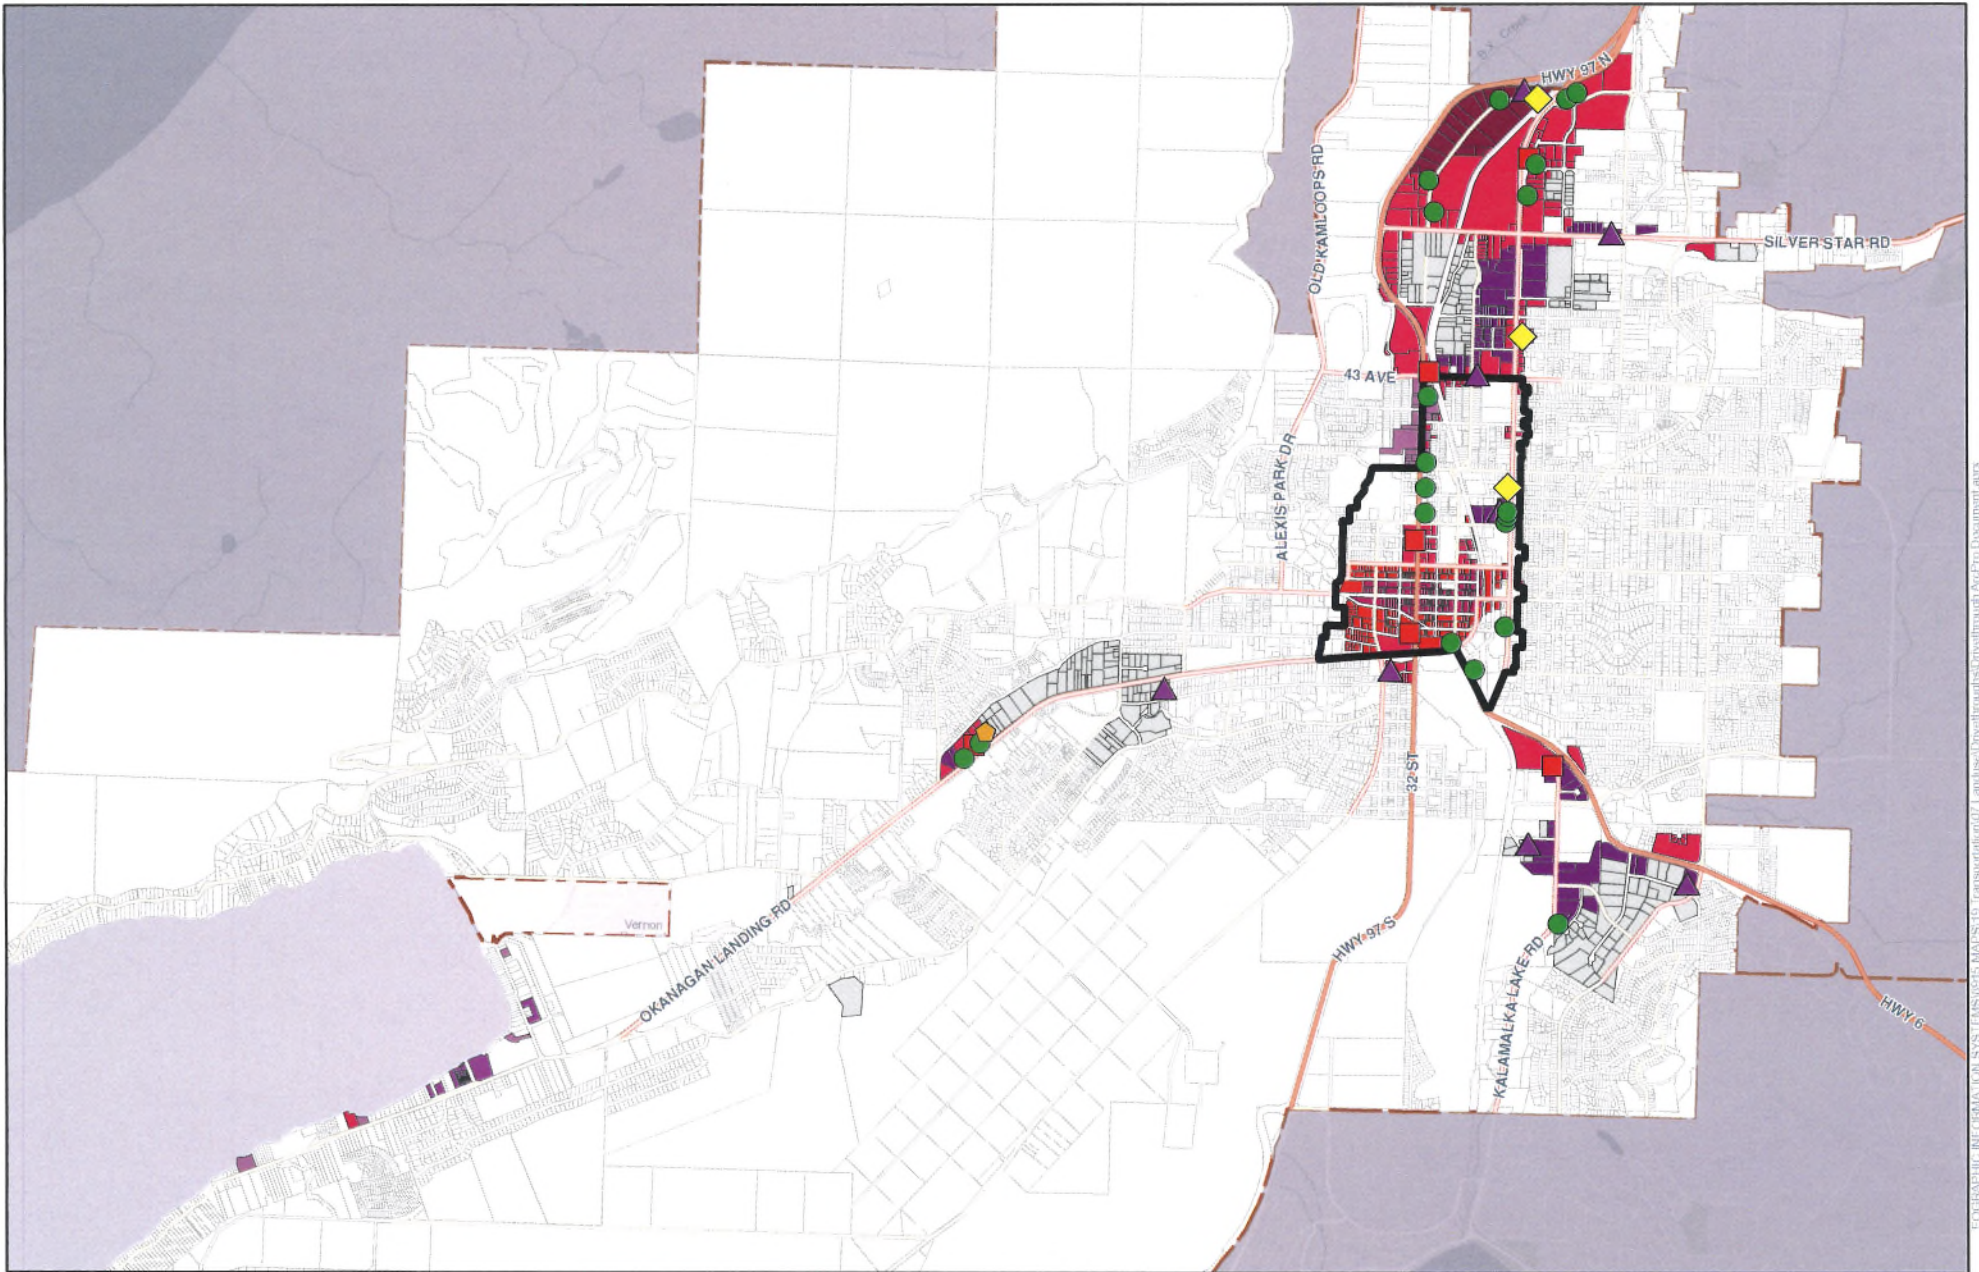 BX Creek
HWY 97 N
OLD KAMLOOPS RD
SILVER STAR RD
43 AVE
ALEXIS PARK DR
32 ST
Vernon
OKANAGAN LANDING RD
HWY 97 S
KALAMALKA LAKE RD
HWY 6